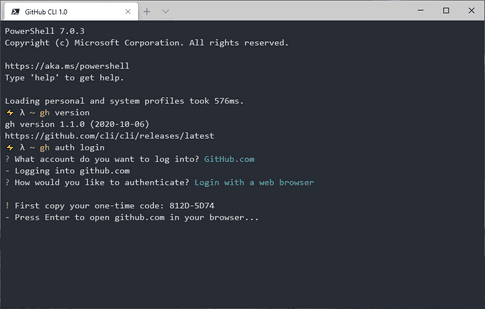 GitHub CLI 1.0
PowerShell 7.0.3
Copyright (c) Microsoft Corporation. All rights reserved.
https://aka.ms/powershell
Type 'help' to get help.
Loading personal and system profiles took 576ms.
⚡ λ ~ gh version
gh version 1.1.0 (2020-10-06)
https://github.com/cli/cli/releases/latest
⚡ λ ~ gh auth login
? What account do you want to log into? GitHub.com
- Logging into github.com
? How would you like to authenticate? Login with a web browser
! First copy your one-time code: 812D-5D74
- Press Enter to open github.com in your browser...